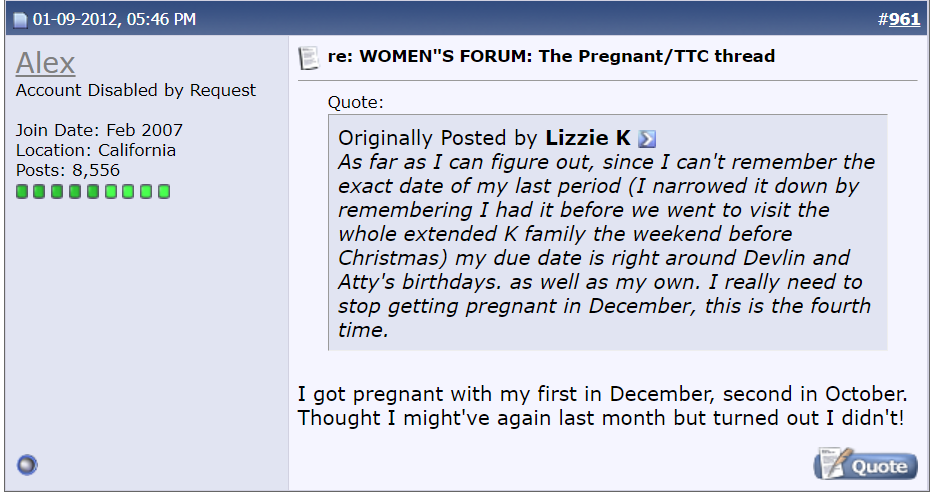 01-09-2012, 05:46 PM
#961
Alex
Account Disabled by Request
Join Date: Feb 2007
Location: California
Posts: 8,556
re: WOMEN"S FORUM: The Pregnant/TTC thread
Quote:
Originally Posted by Lizzie K
As far as I can figure out, since I can't remember the
exact date of my last period (I narrowed it down by
remembering I had it before we went to visit the
whole extended K family the weekend before
Christmas) my due date is right around Devlin and
Atty's birthdays. as well as my own. I really need to
stop getting pregnant in December, this is the fourth
time.
I got pregnant with my first in December, second in October.
Thought I might've again last month but turned out I didn't!
Quote